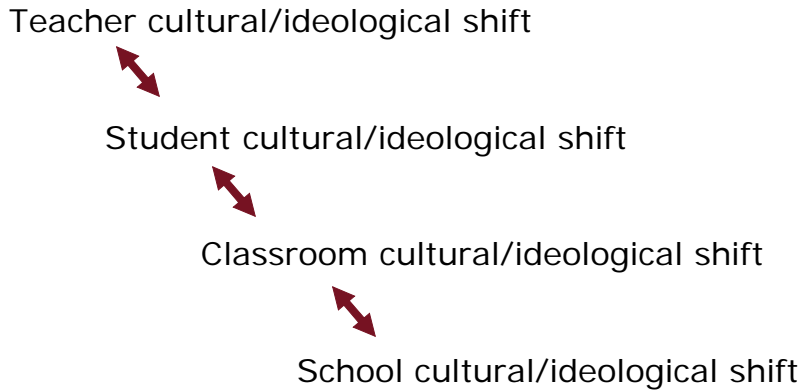 Teacher cultural/ideological shift
Student cultural/ideological shift
Classroom cultural/ideological shift
School cultural/ideological shift